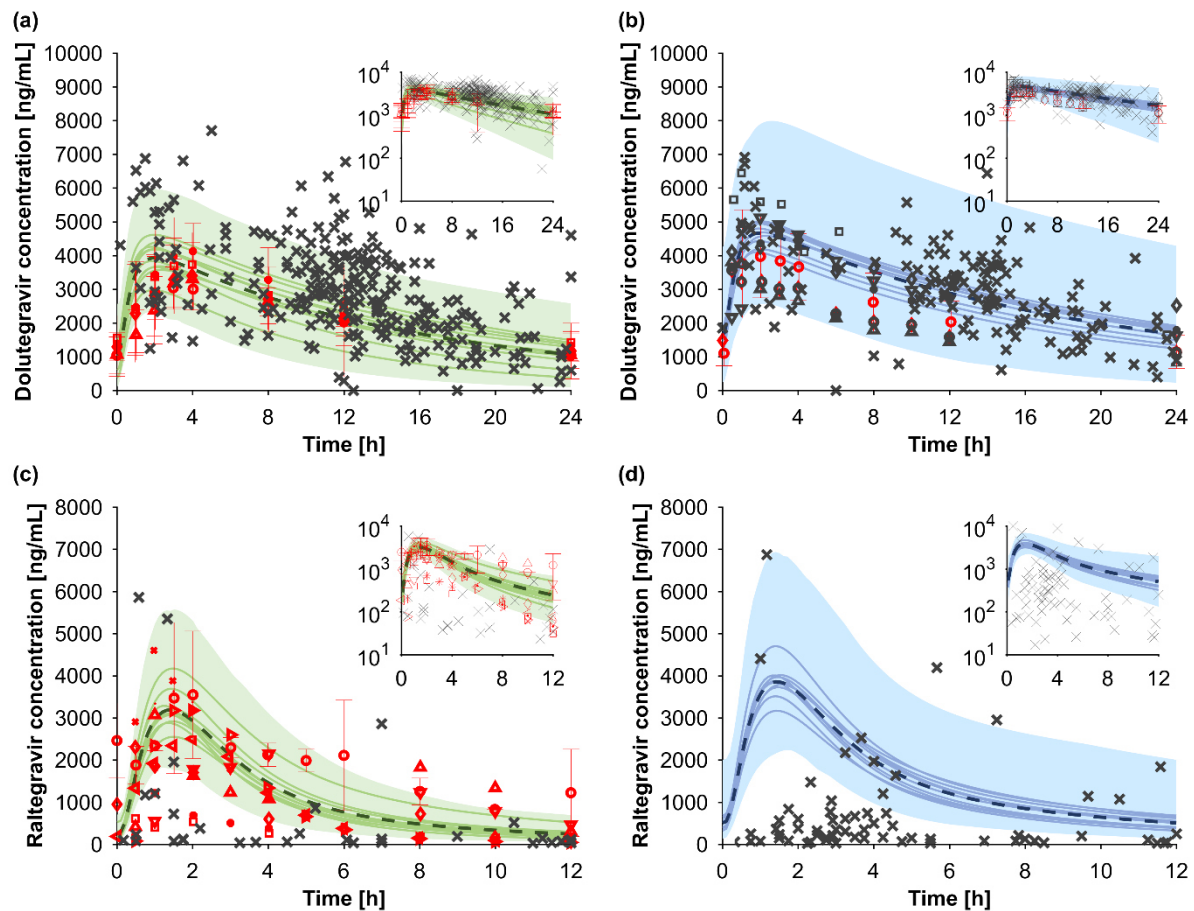 (a)
Dolutegravir concentration [ng/mL]
10000
9000
8000
7000
6000
5000
4000
3000
2000
1000
0
0 4 8 12 16 20 24
Time [h]
10⁴
10³
10²
10¹
0 8 16 24
(b)
Dolutegravir concentration [ng/mL]
10000
9000
8000
7000
6000
5000
4000
3000
2000
1000
0
0 4 8 12 16 20 24
Time [h]
10⁴
10³
10²
10¹
0 8 16 24
(c)
Raltegravir concentration [ng/mL]
8000
7000
6000
5000
4000
3000
2000
1000
0
0 2 4 6 8 10 12
Time [h]
10⁴
10³
10²
10¹
0 4 8 12
(d)
Raltegravir concentration [ng/mL]
8000
7000
6000
5000
4000
3000
2000
1000
0
0 2 4 6 8 10 12
Time [h]
10⁴
10³
10²
10¹
0 4 8 12